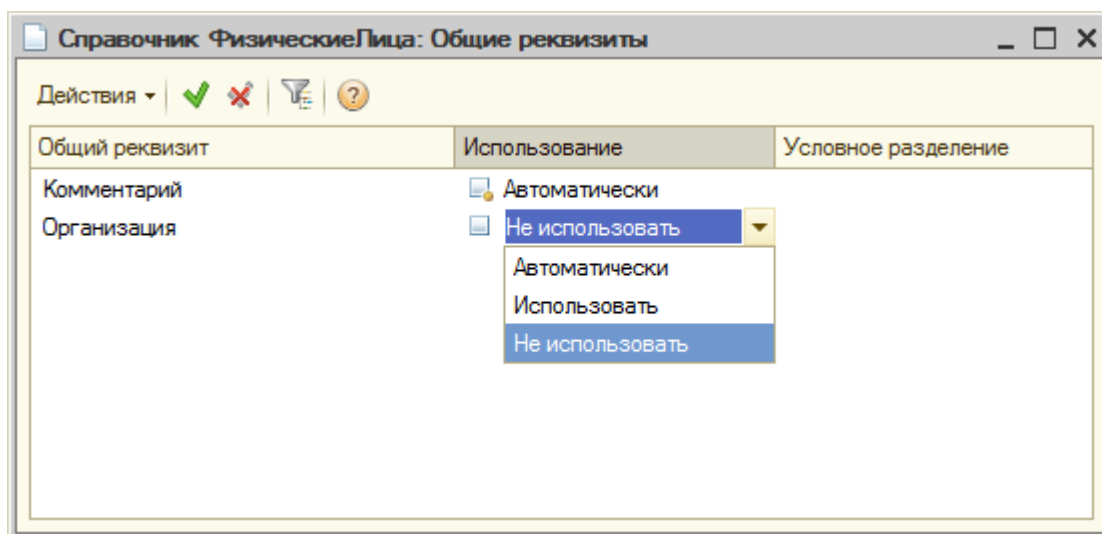 Справочник ФизическиеЛица: Общие реквизиты
Действия
Общий реквизит Использование Условное разделение
Комментарий Автоматически
Организация Не использовать
Автоматически
Использовать
Не использовать